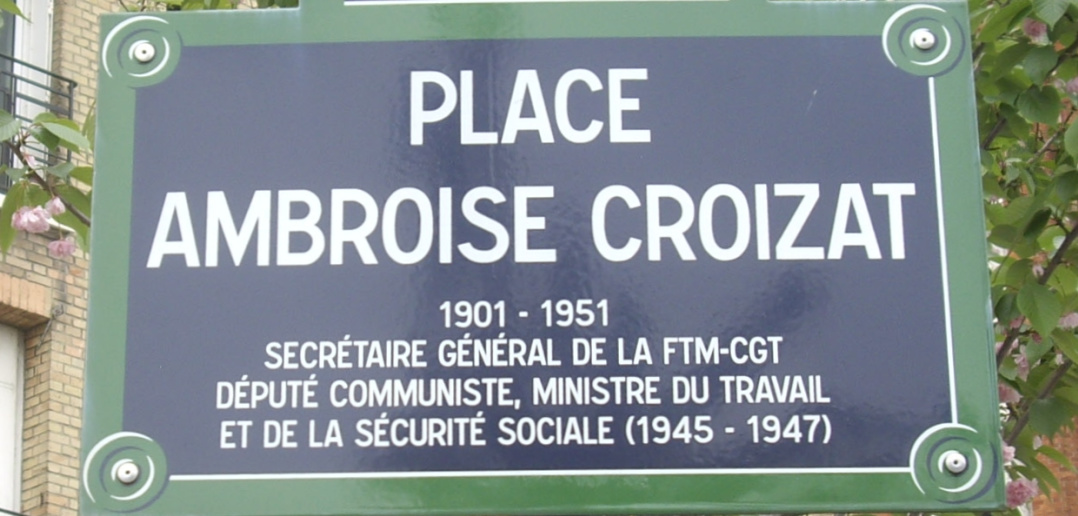 PLACE
AMBROISE CROIZAT
1901 - 1951
SECRÉTAIRE GÉNÉRAL DE LA FTM-CGT
DÉPUTÉ COMMUNISTE, MINISTRE DU TRAVAIL
ET DE LA SÉCURITÉ SOCIALE (1945 - 1947)